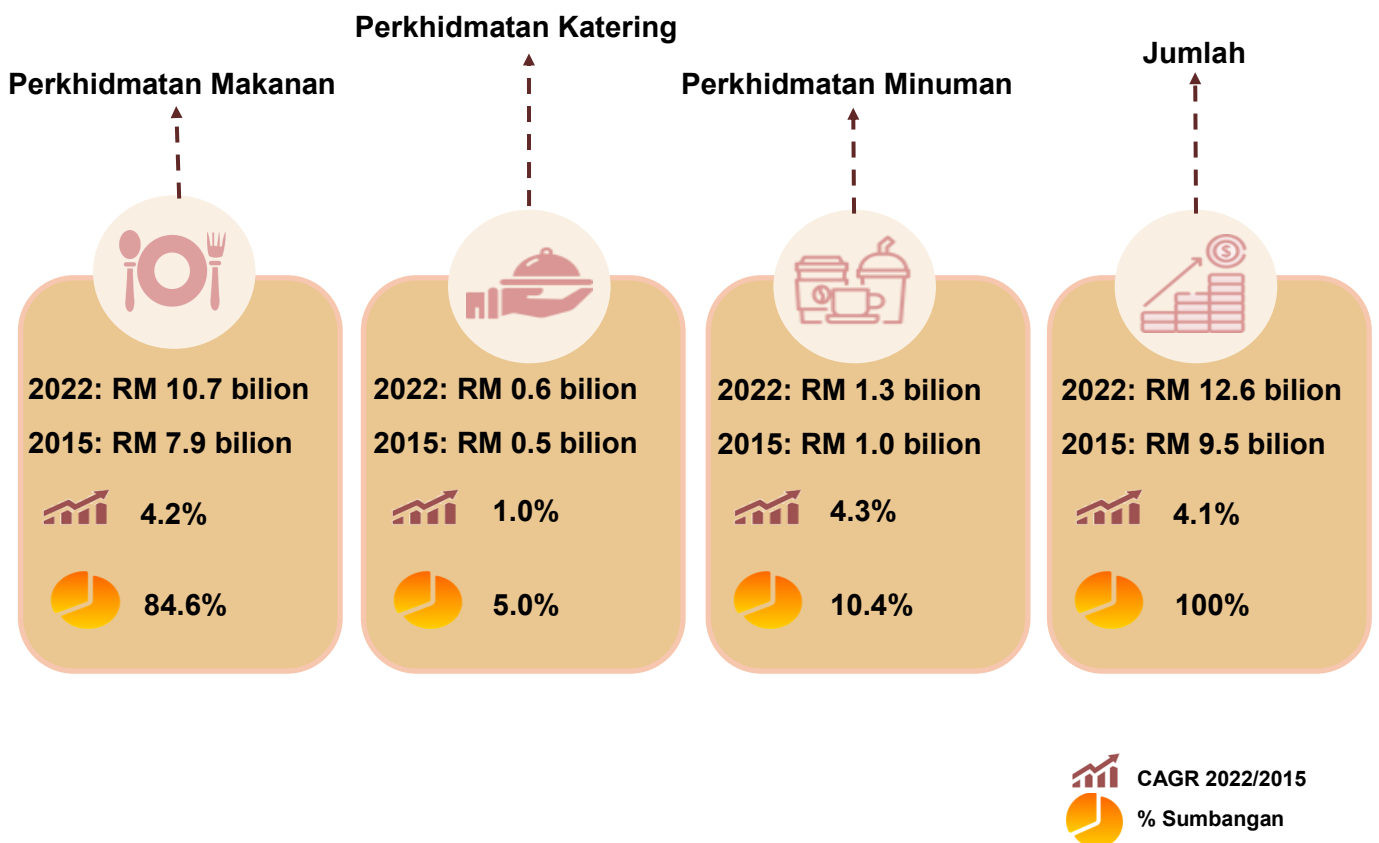 Perkhidmatan Makanan
2022: RM 10.7 bilion
2015: RM 7.9 bilion
4.2%
84.6%
Perkhidmatan Katering
2022: RM 0.6 bilion
2015: RM 0.5 bilion
1.0%
5.0%
Perkhidmatan Minuman
2022: RM 1.3 bilion
2015: RM 1.0 bilion
4.3%
10.4%
Jumlah
$
2022: RM 12.6 bilion
2015: RM 9.5 bilion
4.1%
100%
CAGR 2022/2015
% Sumbangan